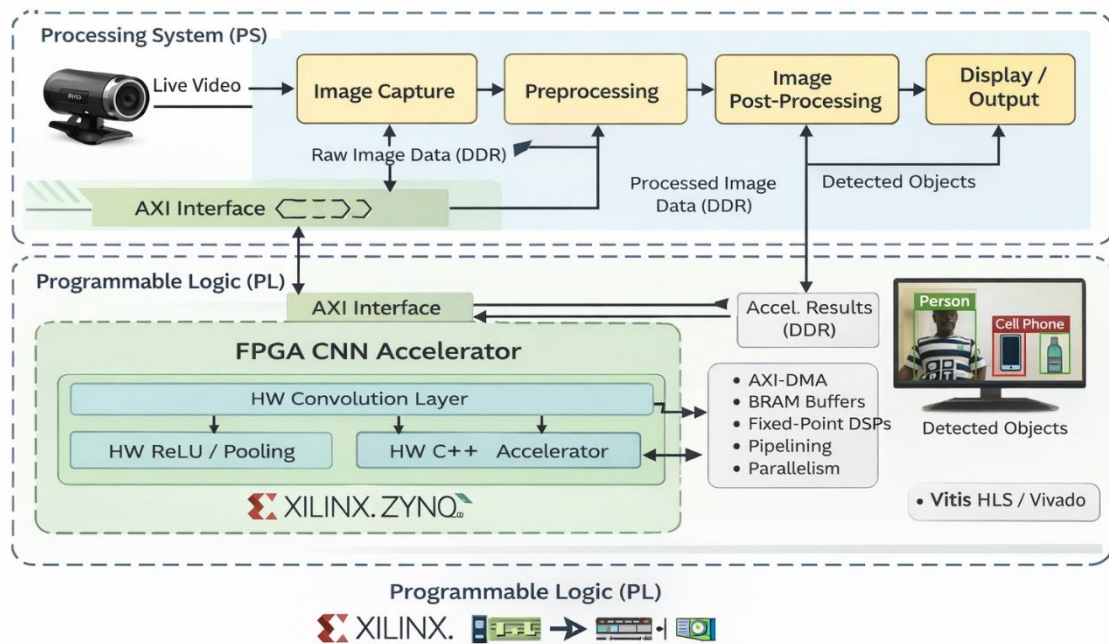 Processing System (PS)
Live Video
Image Capture
Preprocessing
Image
Post-Processing
Display /
Output
Raw Image Data (DDR)
Processed Image
Data (DDR)
Detected Objects
AXI Interface
Programmable Logic (PL)
AXI Interface
Accel. Results
(DDR)
FPGA CNN Accelerator
HW Convolution Layer
HW ReLU / Pooling
HW C++ Accelerator
XILINX. ZYNQ
• AXI-DMA
• BRAM Buffers
• Fixed-Point DSPs
• Pipelining
• Parallelism
Person
Cell Phone
Detected Objects
• Vitis HLS / Vivado
Programmable Logic (PL)
XILINX.